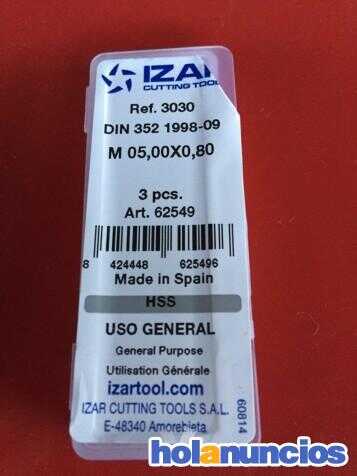 IZAR
CUTTING TOOL
Ref. 3030
DIN 352 1998-09
M 05,00X0,80
3 pcs.
Art. 62549
8 424448 625496
Made in Spain
HSS
USO GENERAL
General Purpose
Utilisation Générale
izartool.com
IZAR CUTTING TOOLS S.A.L.
E-48340 Amorebieta
60814
holanuncios